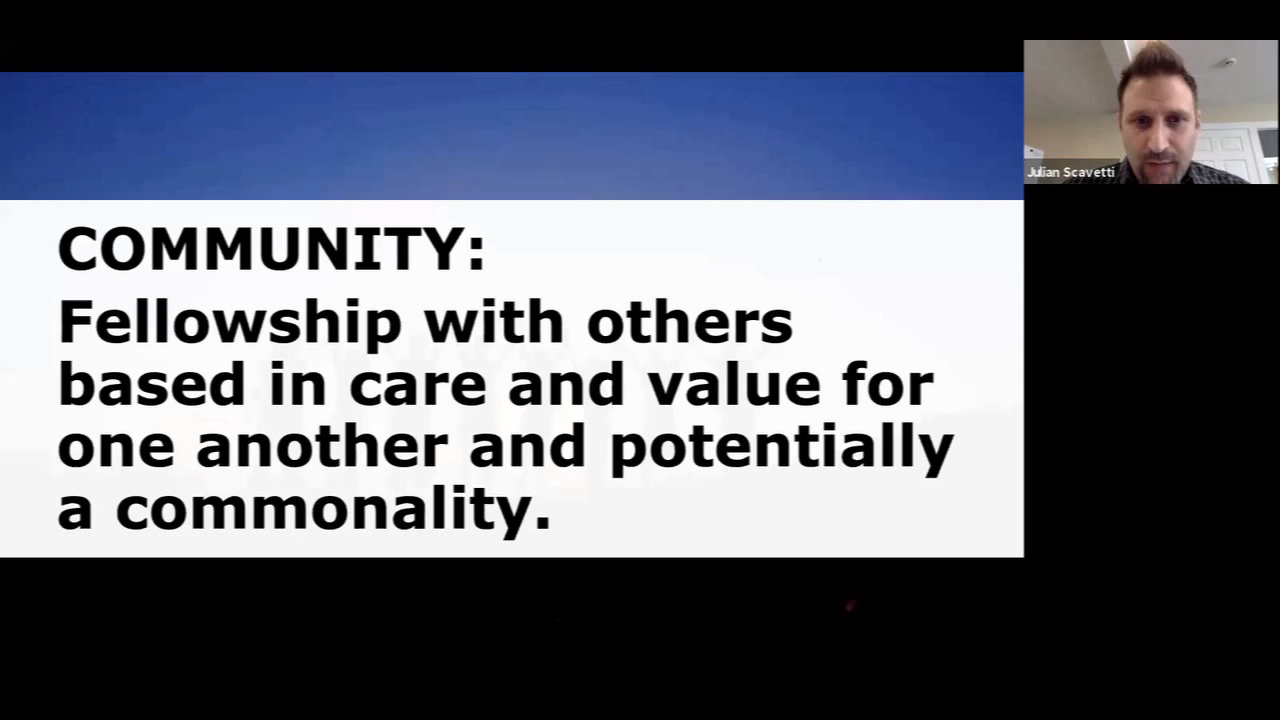 COMMUNITY:
Fellowship with others
based in care and value for
one another and potentially
a commonality.
Julian Scavetti